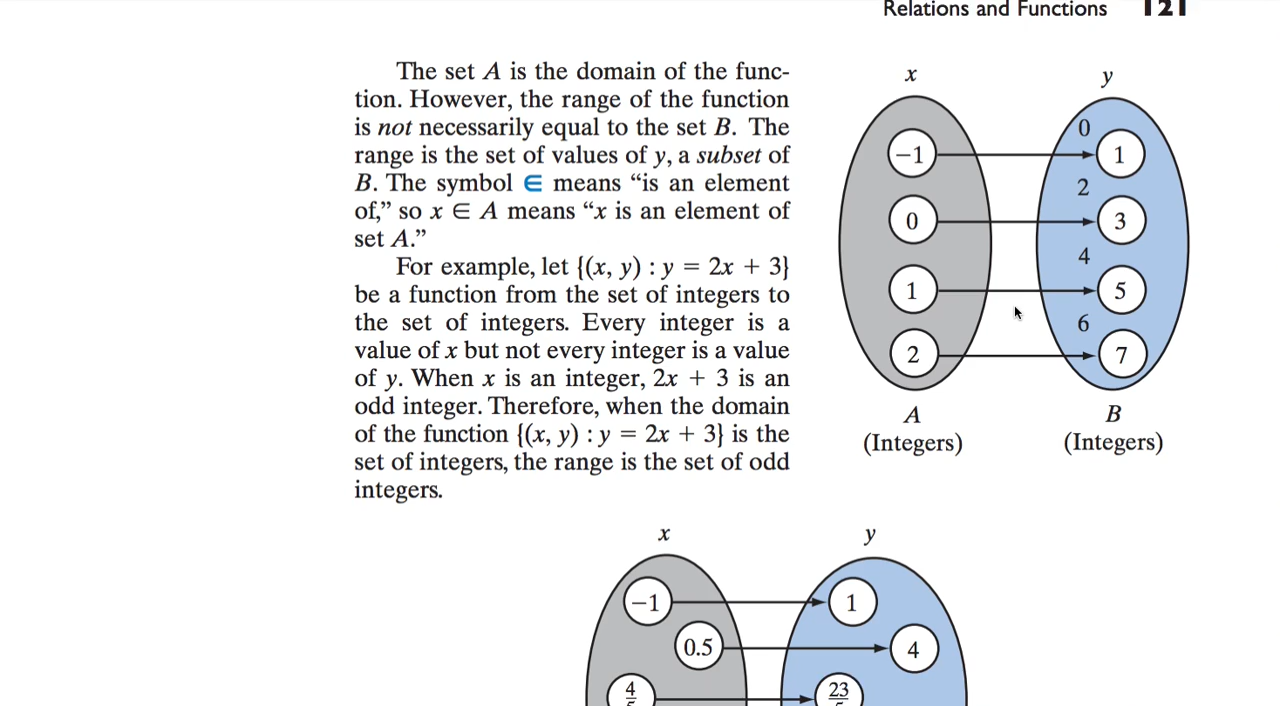 Relations and Functions 121
The set A is the domain of the func-
tion. However, the range of the function
is not necessarily equal to the set B. The
range is the set of values of y, a subset of
B. The symbol ∈ means “is an element
of,” so x ∈ A means “x is an element of
set A.”
For example, let {(x, y) : y = 2x + 3}
be a function from the set of integers to
the set of integers. Every integer is a
value of x but not every integer is a value
of y. When x is an integer, 2x + 3 is an
odd integer. Therefore, when the domain
of the function {(x, y) : y = 2x + 3} is the
set of integers, the range is the set of odd
integers.
x y
0
−1 1
2
0 3
4
1 5
6
2 7
A B
(Integers) (Integers)
x y
−1 1
0.5 4
4 23